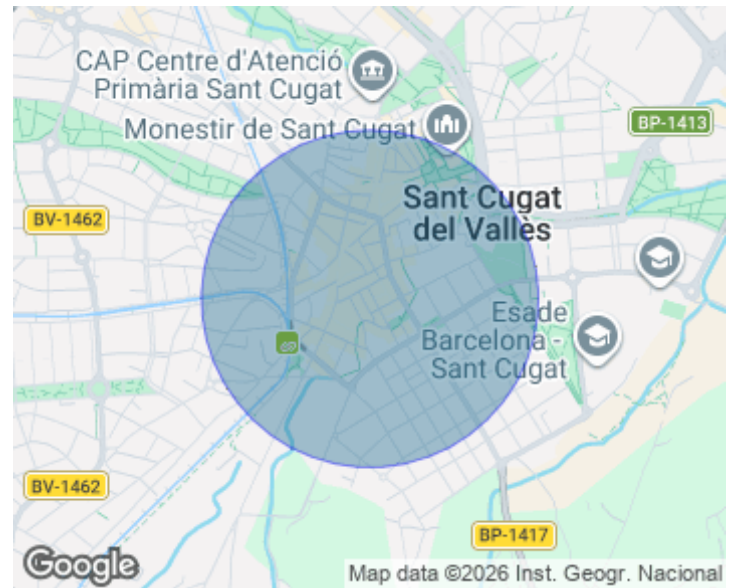 CAP Centre d'Atenció
Primària Sant Cugat
Monestir de Sant Cugat
BP-1413
Sant Cugat
del Vallès
BV-1462
Esade
Barcelona -
Sant Cugat
BV-1462
BP-1417
Google
Map data ©2026 Inst. Geogr. Nacional